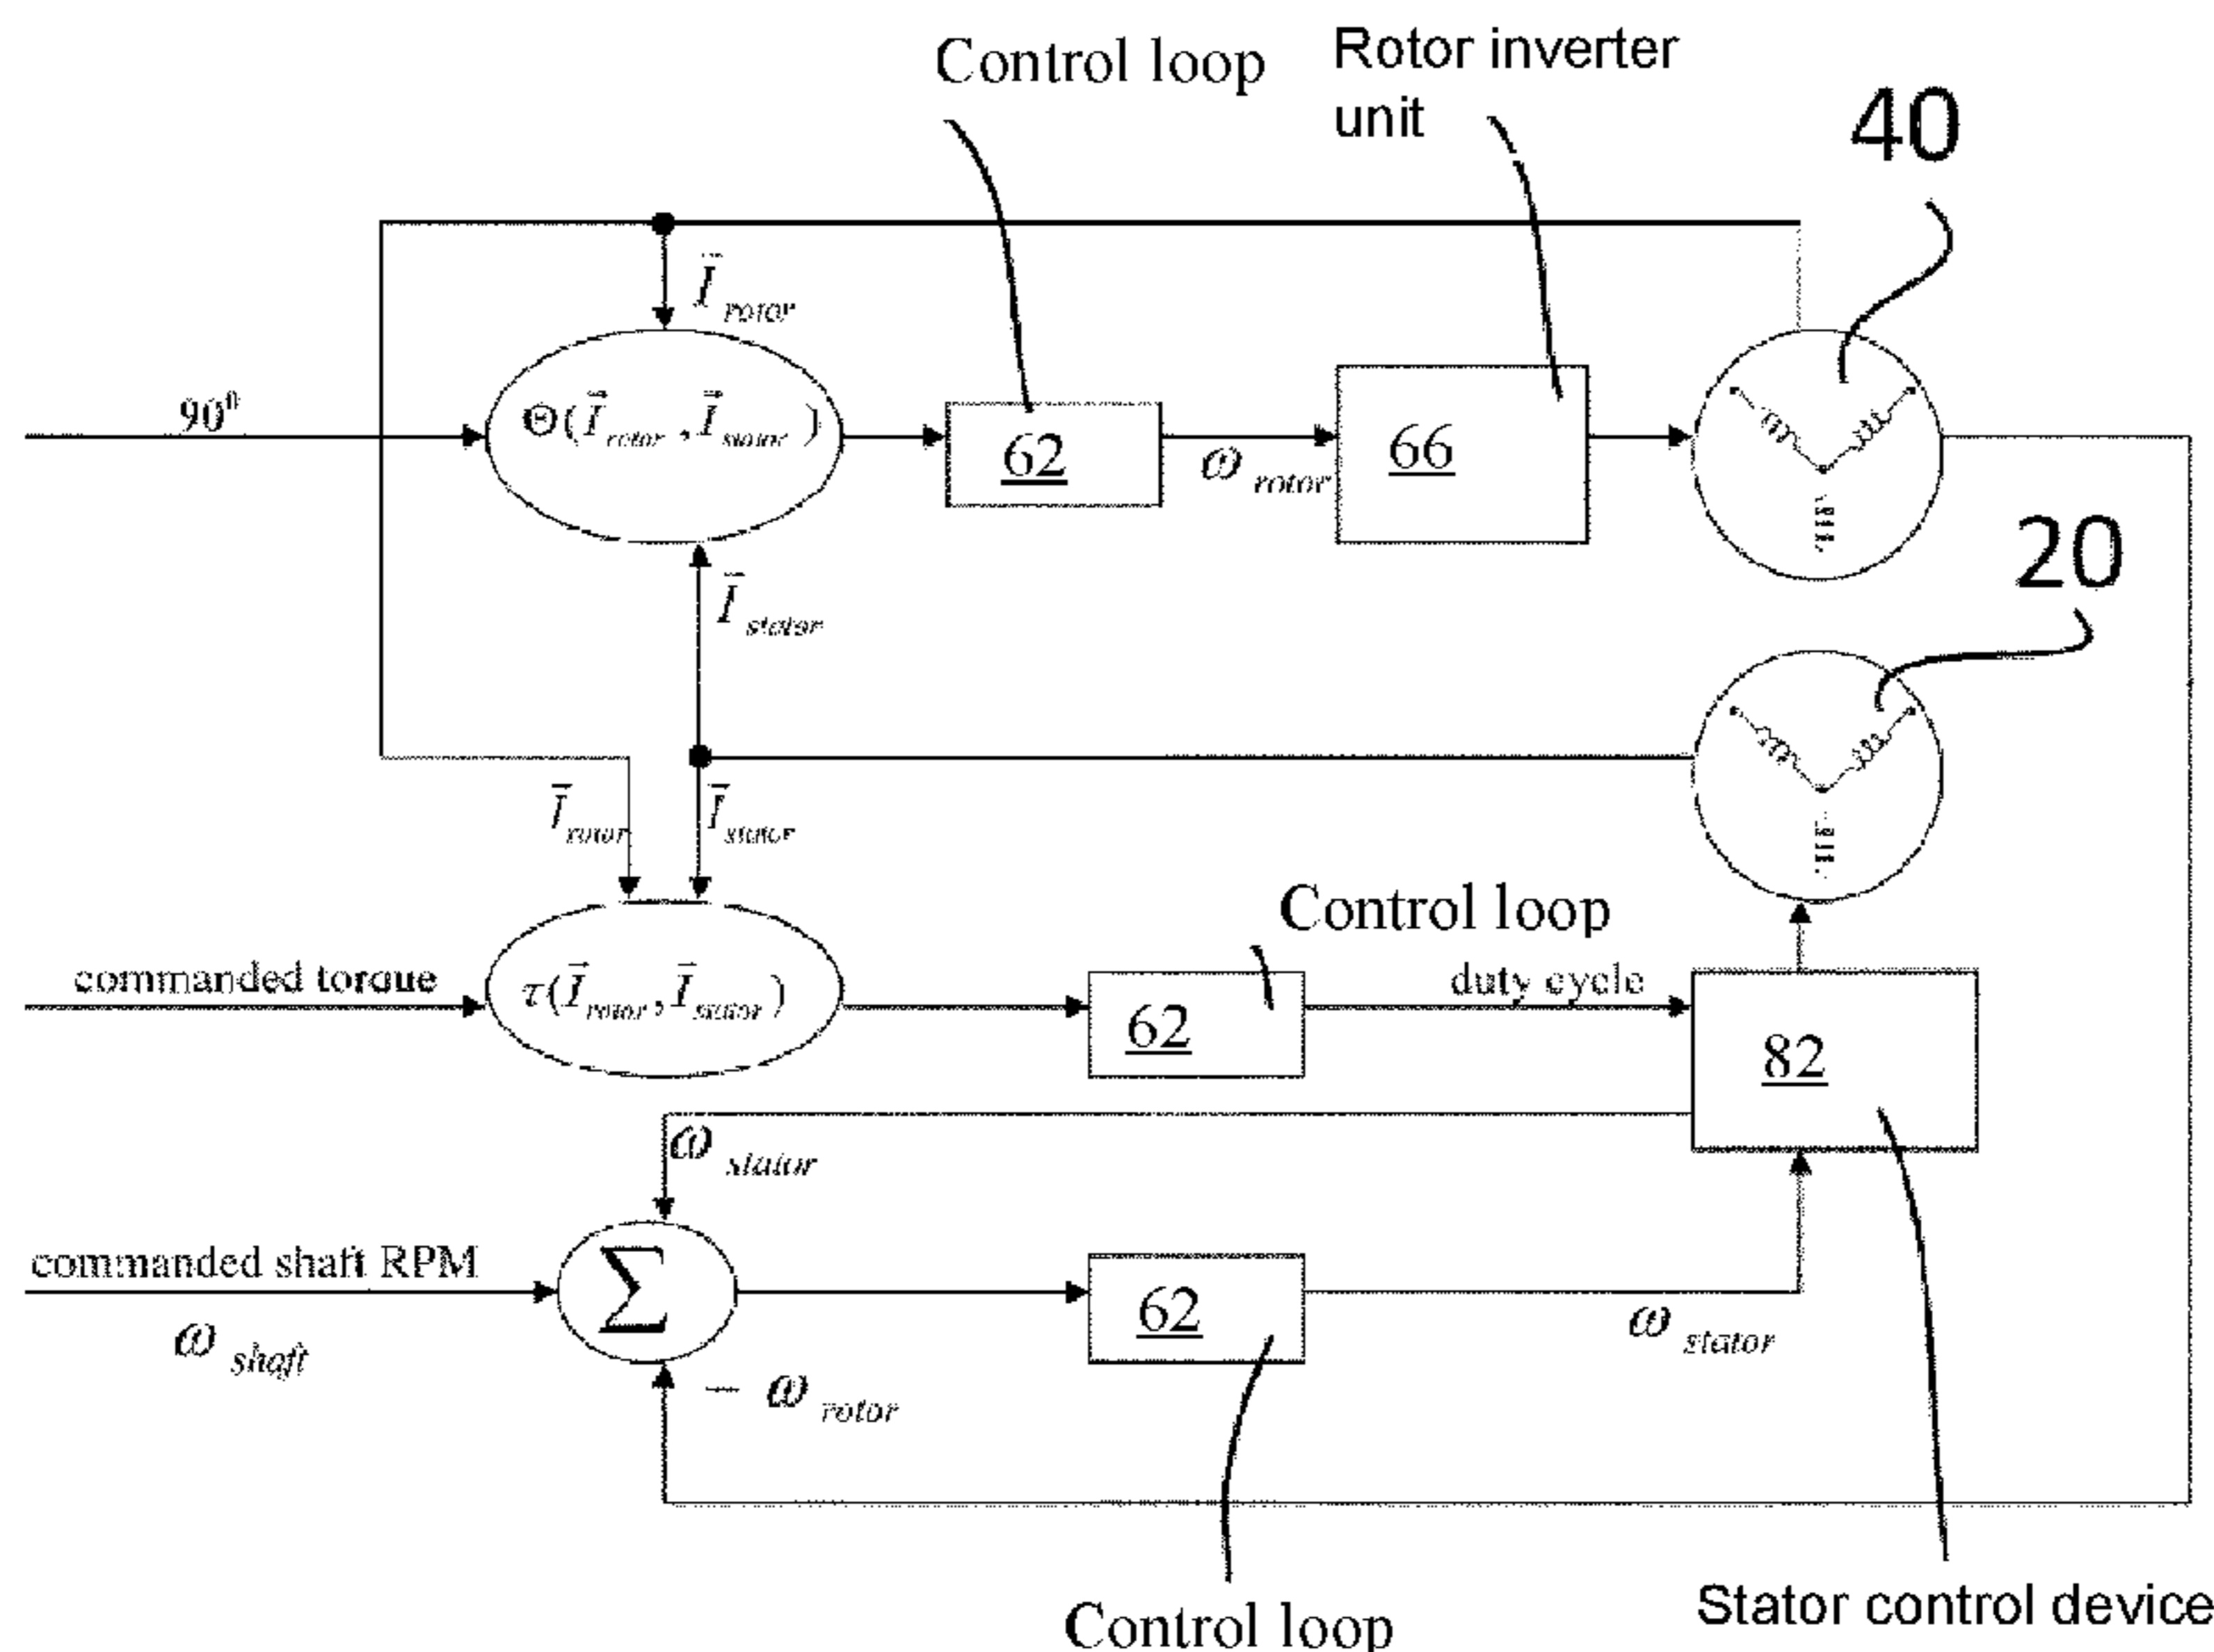 Control loop
Rotor inverter
unit
40
I̅ rotor
90⁰
Θ(I⃗ rotor , I⃗ stator )
62
ω rotor
66
20
I̅ stator
I̅ rotor
I̅ stator
Control loop
commanded torque
τ(I⃗ rotor , I⃗ stator )
62
duty cycle
82
ω stator
commanded shaft RPM
∑
62
ω shaft
ω stator
− ω rotor
Control loop
Stator control device